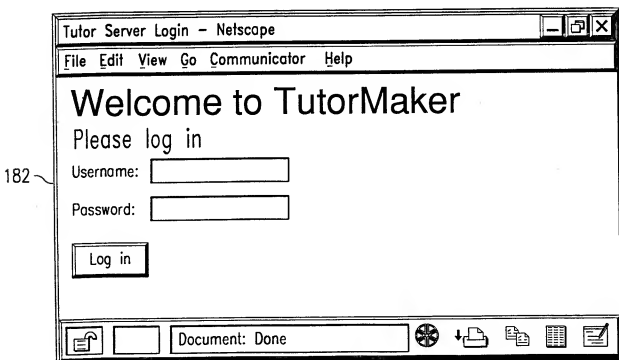 Tutor Server Login – Netscape
File Edit View Go Communicator Help
Welcome to TutorMaker
Please log in
182
Username:
Password:
Log in
Document: Done